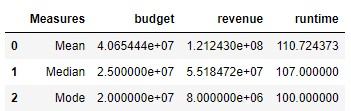 Measures budget revenue runtime
0 Mean 4.065444e+07 1.212430e+08 110.724373
1 Median 2.500000e+07 5.518472e+07 107.000000
2 Mode 2.000000e+07 8.000000e+06 100.000000